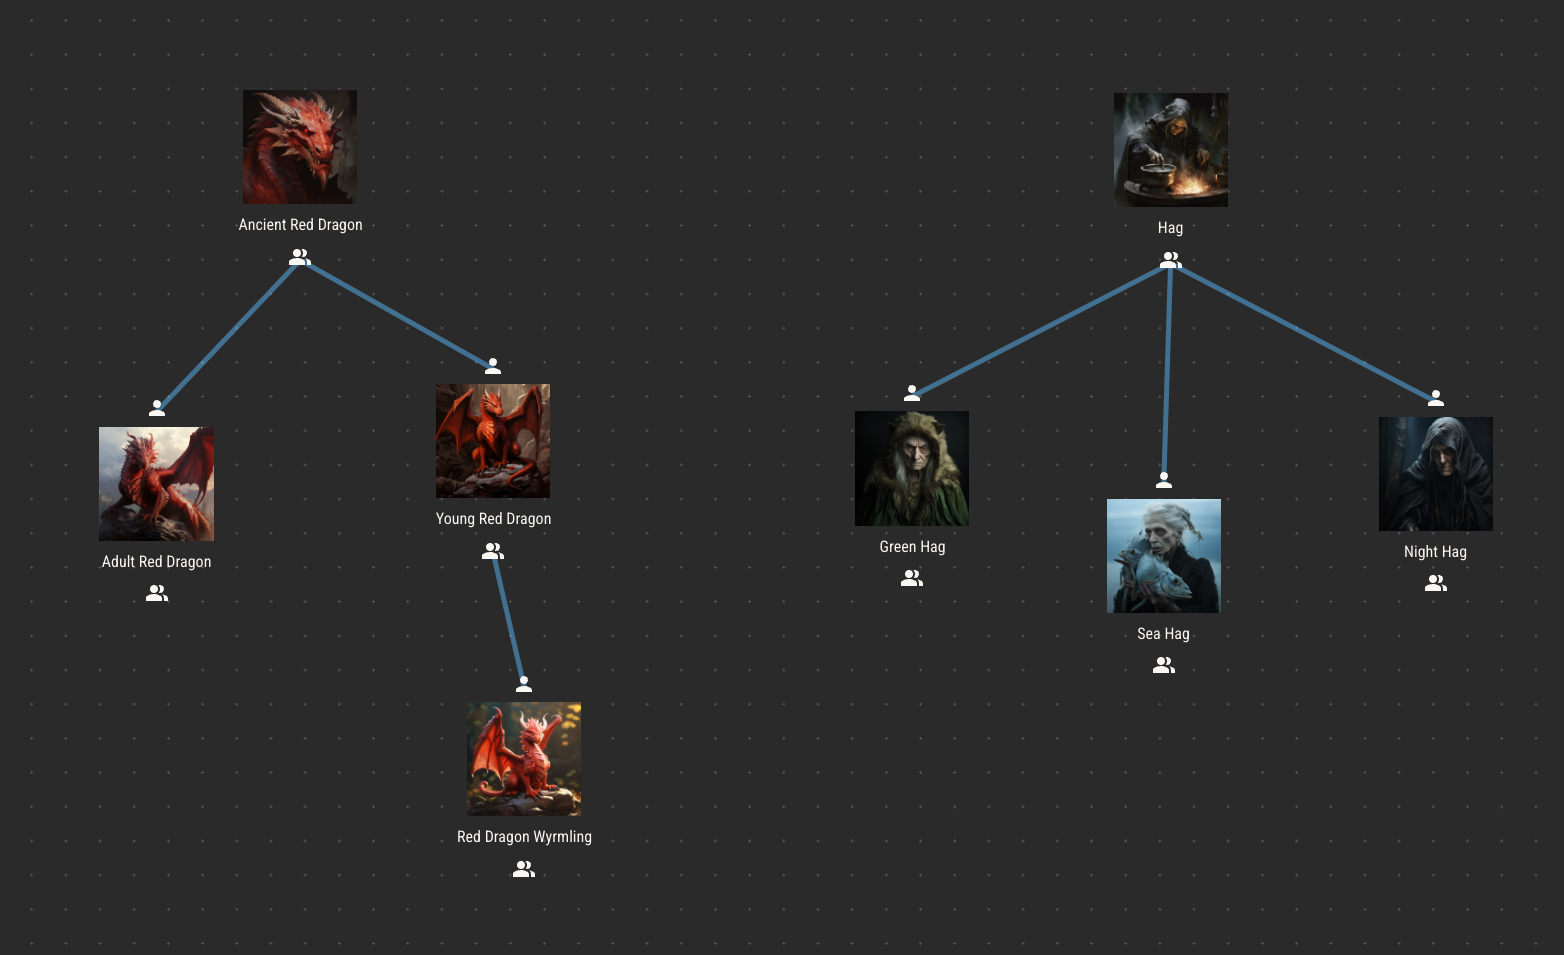 Ancient Red Dragon
Hag
Adult Red Dragon
Young Red Dragon
Green Hag
Sea Hag
Night Hag
Red Dragon Wyrmling